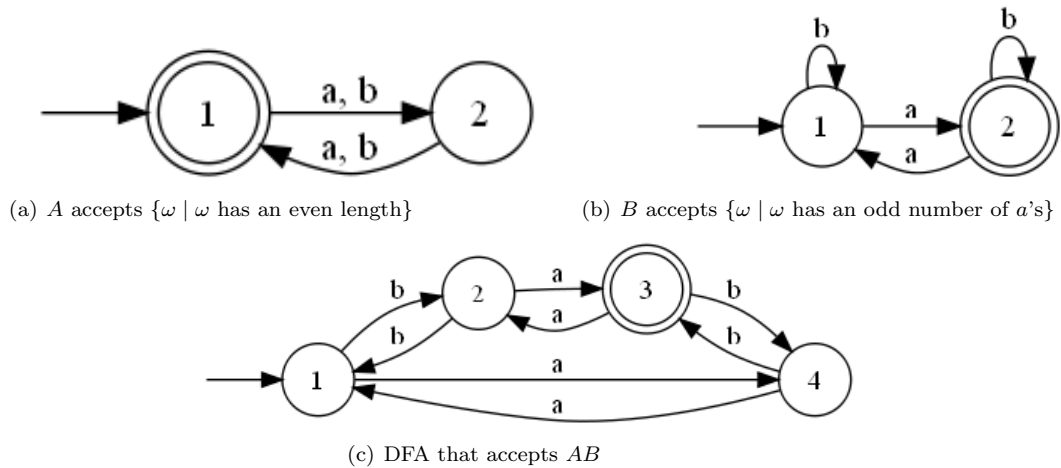 b
b
1
a, b
2
a, b
1
a
2
a
(a) A accepts {ω | ω has an even length}
(b) B accepts {ω | ω has an odd number of a's}
b
2
a
3
b
b
a
b
1
a
4
a
(c) DFA that accepts AB